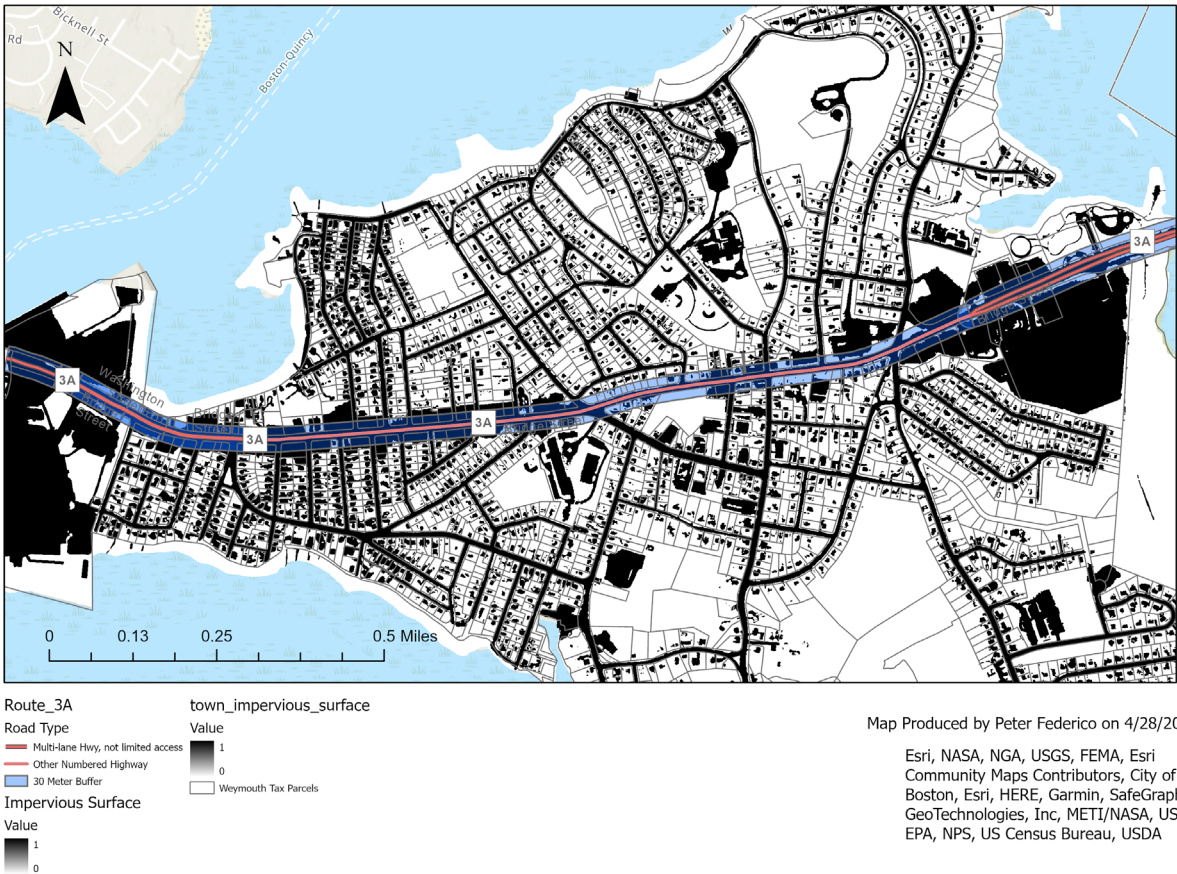 Bicknell St
Rd
N
Boston-Quincy
W
3A
3A
Washington
Street
3A
3A
Bridge Street
0 0.13 0.25 0.5 Miles
Route_3A
Road Type
Multi-lane Hwy, not limited access
Other Numbered Highway
30 Meter Buffer
Impervious Surface
Value
1
0
town_impervious_surface
Value
1
0
Weymouth Tax Parcels
Map Produced by Peter Federico on 4/28/20
Esri, NASA, NGA, USGS, FEMA, Esri
Community Maps Contributors, City of
Boston, Esri, HERE, Garmin, SafeGraph
GeoTechnologies, Inc, METI/NASA, US
EPA, NPS, US Census Bureau, USDA